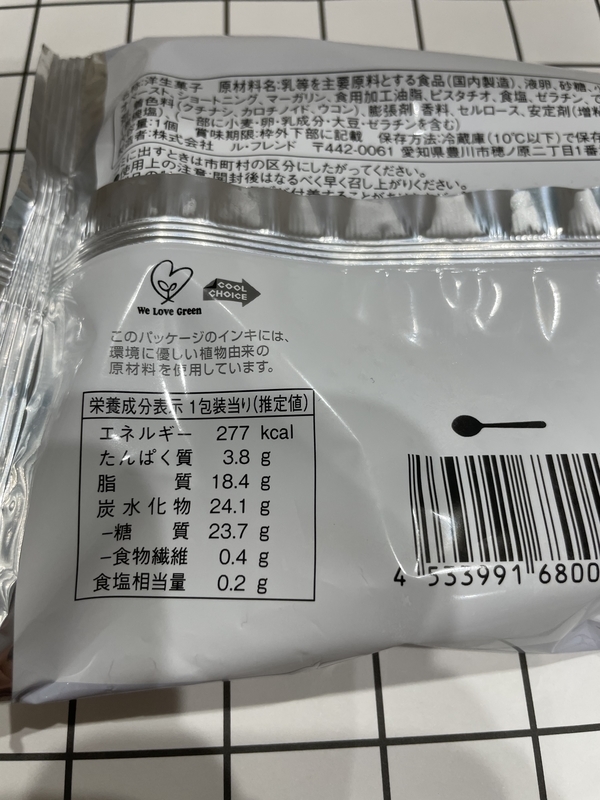 洋生菓子 原材料名:乳等を主要原料とする食品(国内製造)、液卵、砂糖、
ースト、ショートニング、マーガリン、食用加工油脂、ピスタチオ、食塩、ゼラチン、で
着色料(クチナシ、カロチノイド、ウコン)、膨張剤、香料、セルロース、安定剤(増粘
(一部に小麦・卵・乳成分・大豆・ゼラチンを含む)
:1個 賞味期限:枠外下部に記載 保存方法:冷蔵庫(10℃以下)で保存
者:株式会社 ル・フレンド 〒442-0061 愛知県豊川市穂ノ原二丁目1番
に出すときは市町村の区分にしたがってください。
使用上の注意:開封後はなるべく早く召し上がりください。
We Love Green
COOL CHOICE
このパッケージのインキには、
環境に優しい植物由来の
原材料を使用しています。
栄養成分表示 1包装当り(推定値)
エネルギー 277 kcal
たんぱく質 3.8 g
脂質 18.4 g
炭水化物 24.1 g
−糖質 23.7 g
−食物繊維 0.4 g
食塩相当量 0.2 g
4 533991 6800